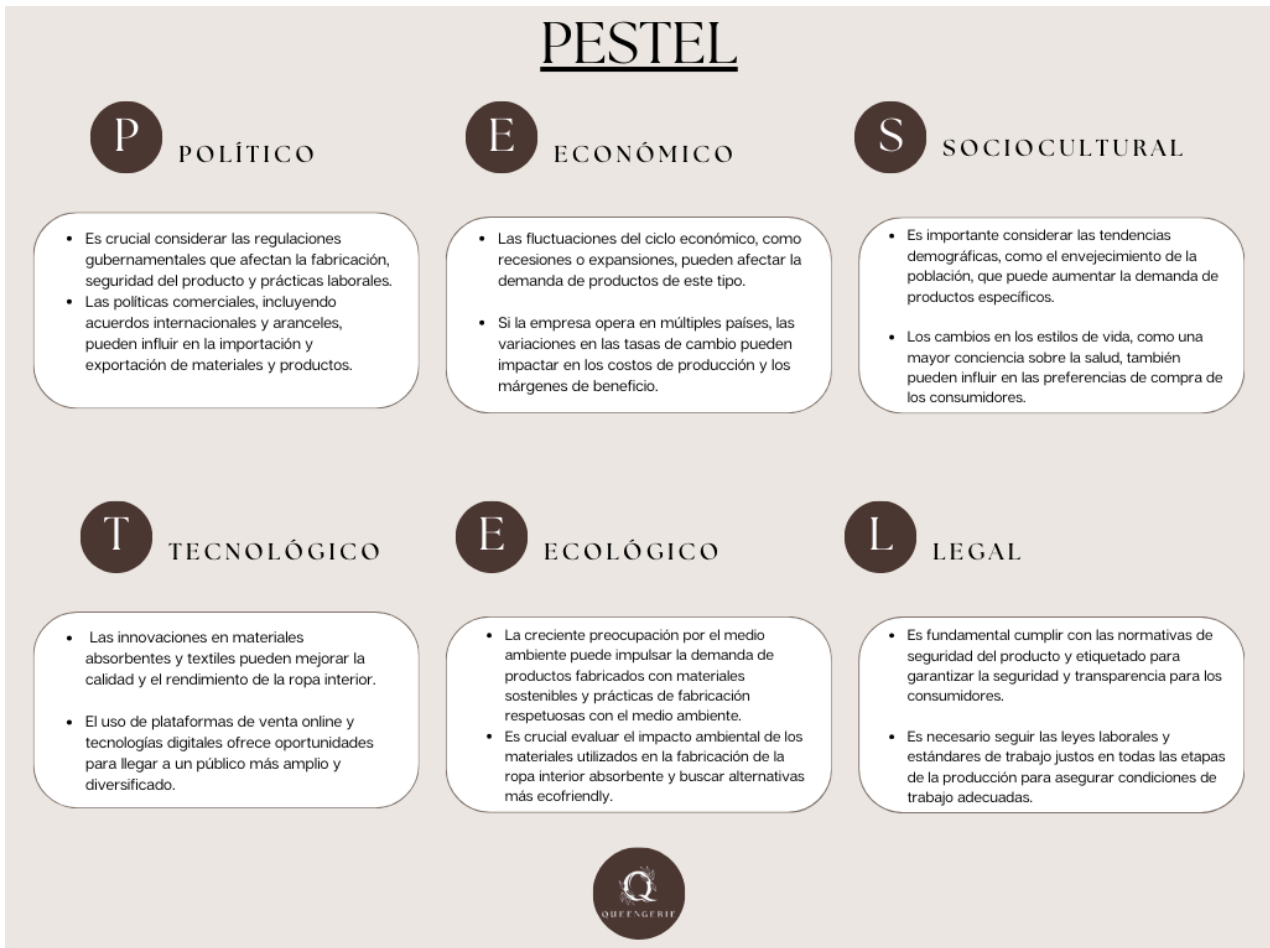 PESTEL
P
POLÍTICO
• Es crucial considerar las regulaciones
gubernamentales que afectan la fabricación,
seguridad del producto y prácticas laborales.
• Las políticas comerciales, incluyendo
acuerdos internacionales y aranceles,
pueden influir en la importación y
exportación de materiales y productos.
E
ECONÓMICO
• Las fluctuaciones del ciclo económico, como
recesiones o expansiones, pueden afectar la
demanda de productos de este tipo.
• Si la empresa opera en múltiples países, las
variaciones en las tasas de cambio pueden
impactar en los costos de producción y los
márgenes de beneficio.
S
SOCIOCULTURAL
• Es importante considerar las tendencias
demográficas, como el envejecimiento de la
población, que puede aumentar la demanda de
productos específicos.
• Los cambios en los estilos de vida, como una
mayor conciencia sobre la salud, también
pueden influir en las preferencias de compra de
los consumidores.
T
TECNOLÓGICO
• Las innovaciones en materiales
absorbentes y textiles pueden mejorar la
calidad y el rendimiento de la ropa interior.
• El uso de plataformas de venta online y
tecnologías digitales ofrece oportunidades
para llegar a un público más amplio y
diversificado.
E
ECOLÓGICO
• La creciente preocupación por el medio
ambiente puede impulsar la demanda de
productos fabricados con materiales
sostenibles y prácticas de fabricación
respetuosas con el medio ambiente.
• Es crucial evaluar el impacto ambiental de los
materiales utilizados en la fabricación de la
ropa interior absorbente y buscar alternativas
más ecofriendly.
L
LEGAL
• Es fundamental cumplir con las normativas de
seguridad del producto y etiquetado para
garantizar la seguridad y transparencia para los
consumidores.
• Es necesario seguir las leyes laborales y
estándares de trabajo justos en todas las etapas
de la producción para asegurar condiciones de
trabajo adecuadas.
Q
QUEENGERIE